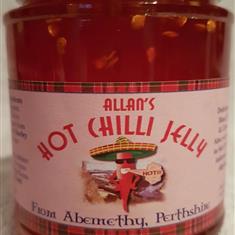 ALLAN'S
HOT CHILLI JELLY
HOT!!
From Abernethy, Perthshire